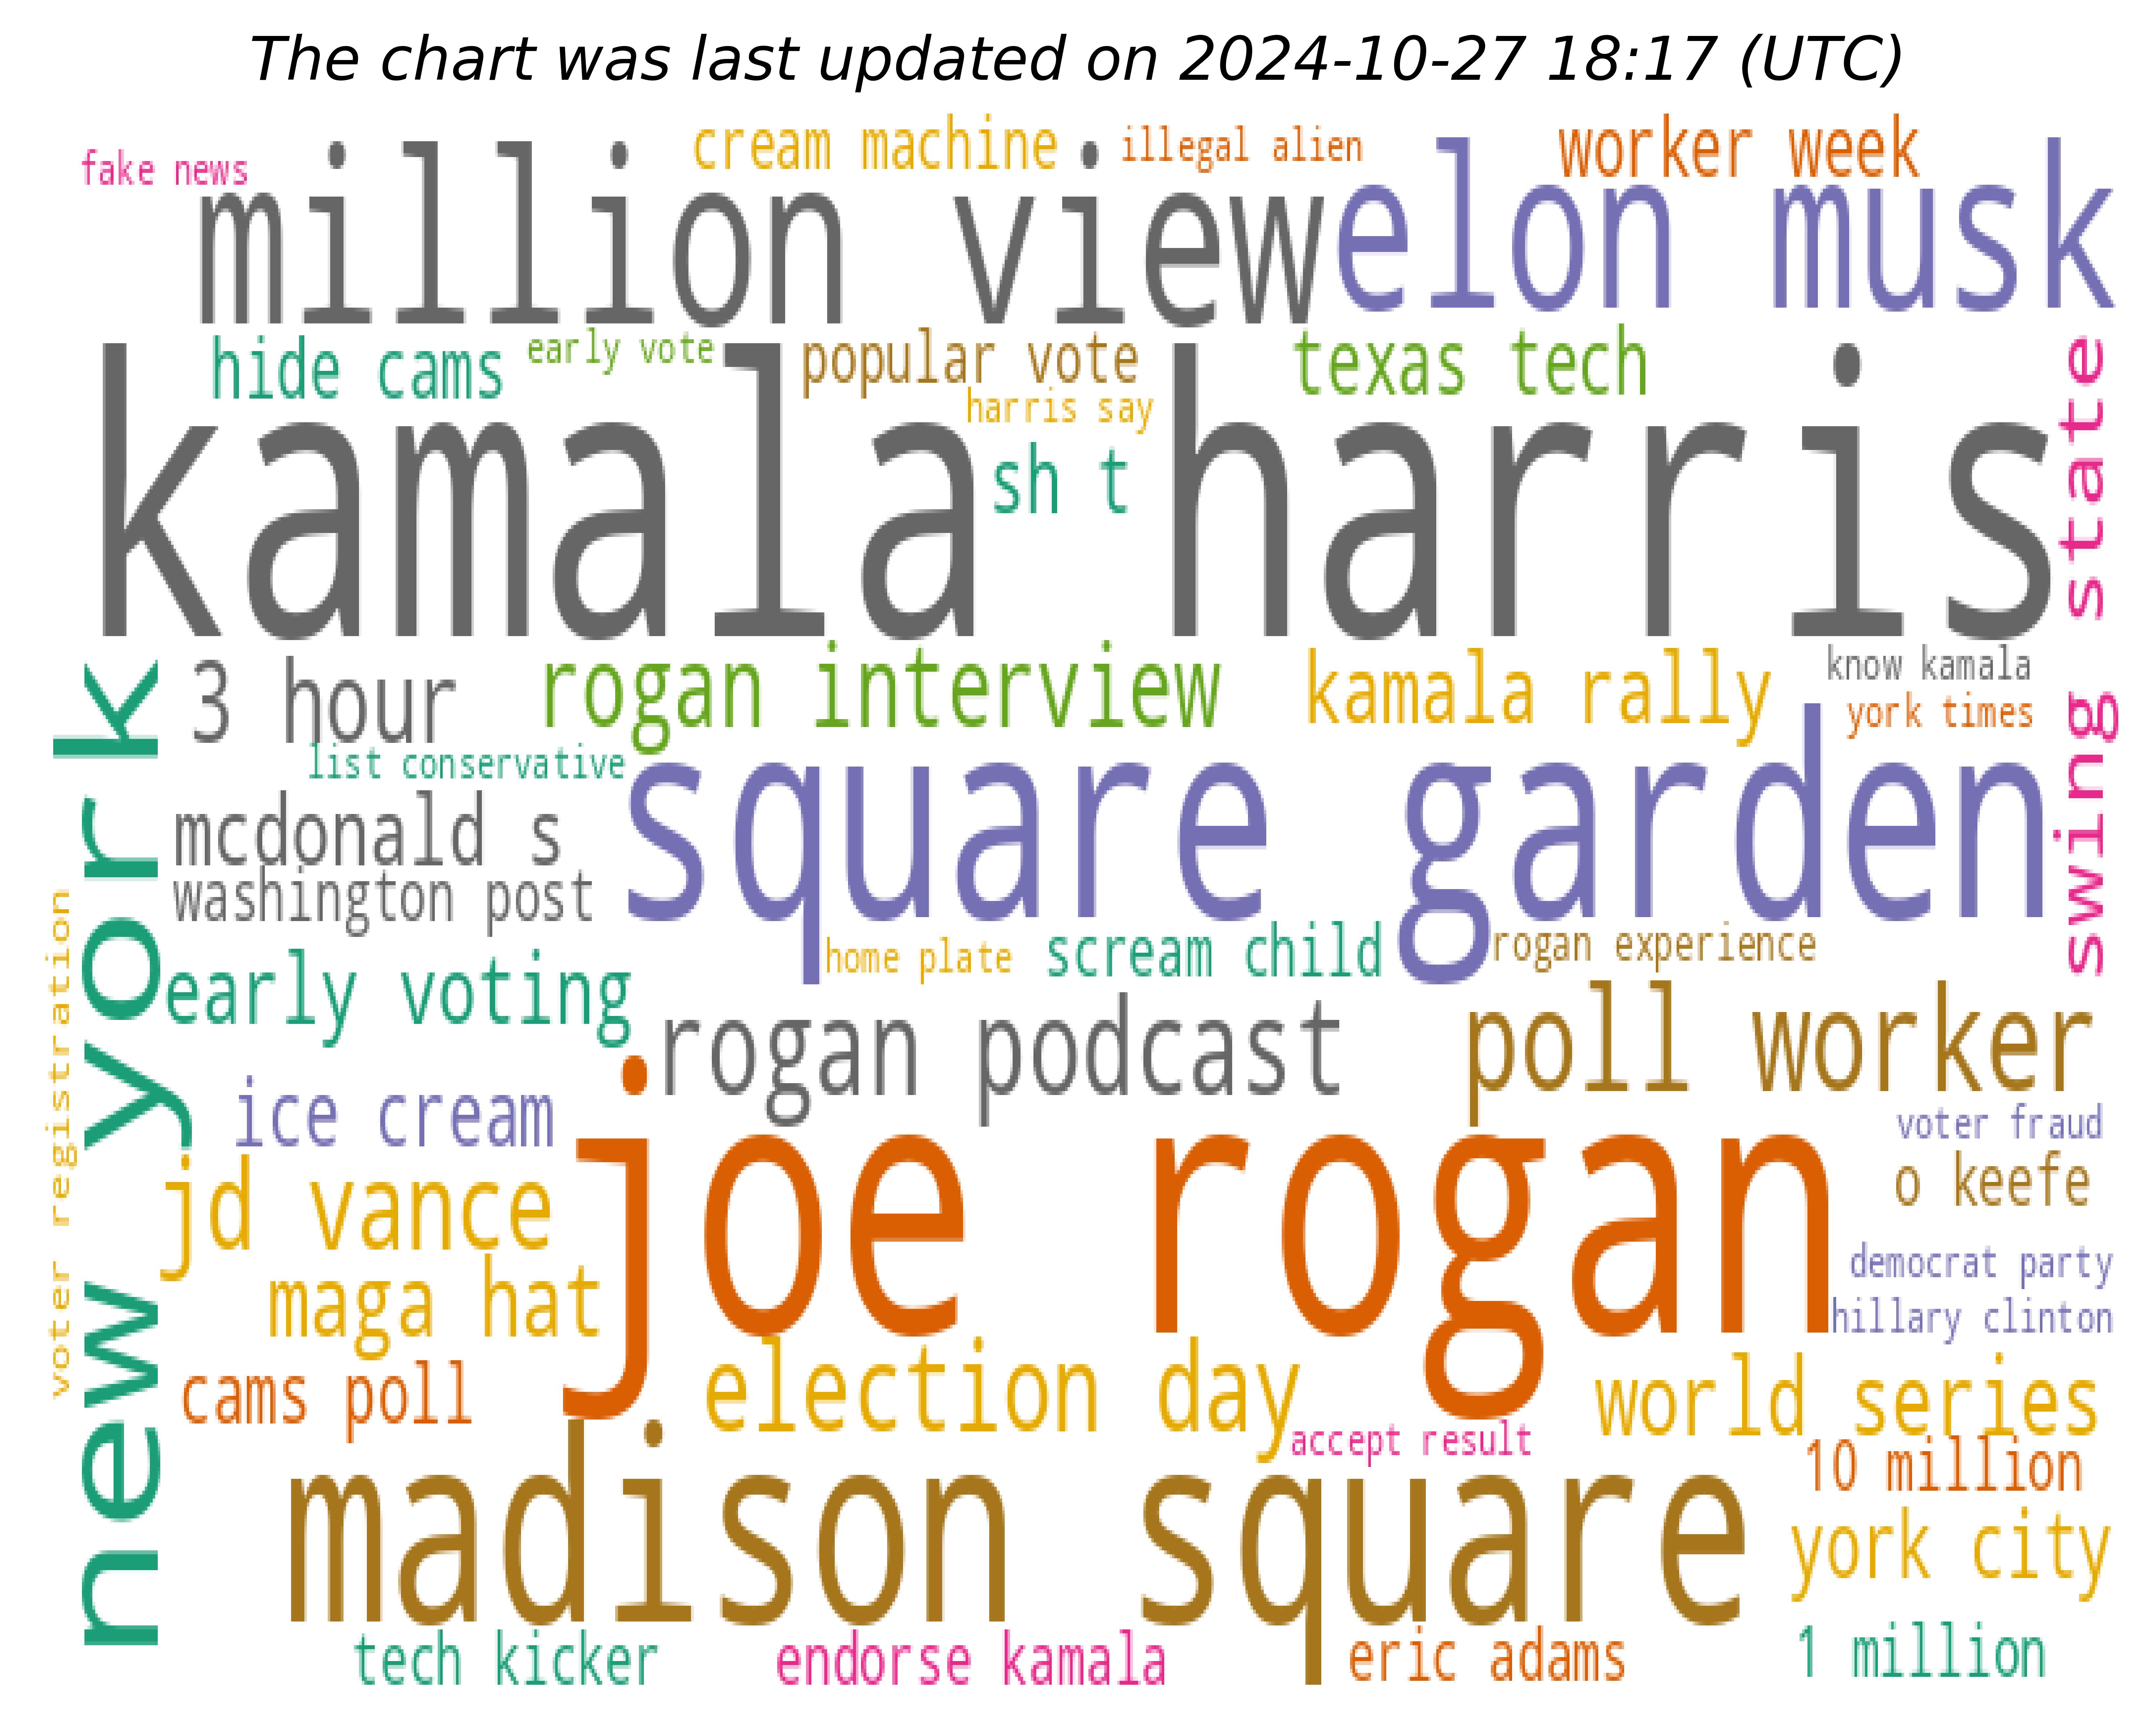 The chart was last updated on 2024-10-27 18:17 (UTC)
fake news
cream machine
illegal alien
worker week
million view
elon musk
hide cams
early vote
popular vote
texas tech
harris say
sh t
kamala harris
swing state
new york
3 hour
rogan interview
kamala rally
know kamala
york times
list conservative
square garden
mcdonald s
washington post
voter registration
early voting
home plate
scream child
rogan experience
rogan podcast
poll worker
ice cream
voter fraud
joe rogan
o keefe
jd vance
democrat party
maga hat
hillary clinton
cams poll
election day
world series
accept result
10 million
madison square
york city
tech kicker
endorse kamala
eric adams
1 million